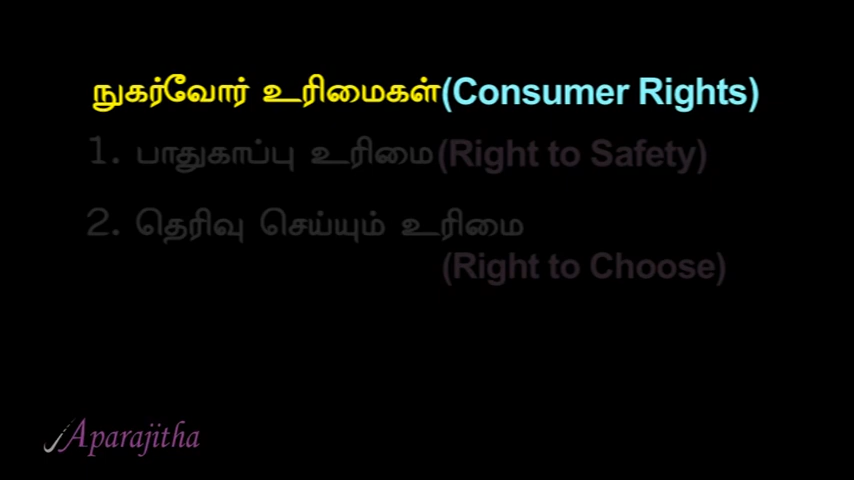 நுகர்வோர் உரிமைகள்(Consumer Rights)
1. பாதுகாப்பு உரிமை(Right to Safety)
2. தெரிவு செய்யும் உரிமை
(Right to Choose)
Aparajitha